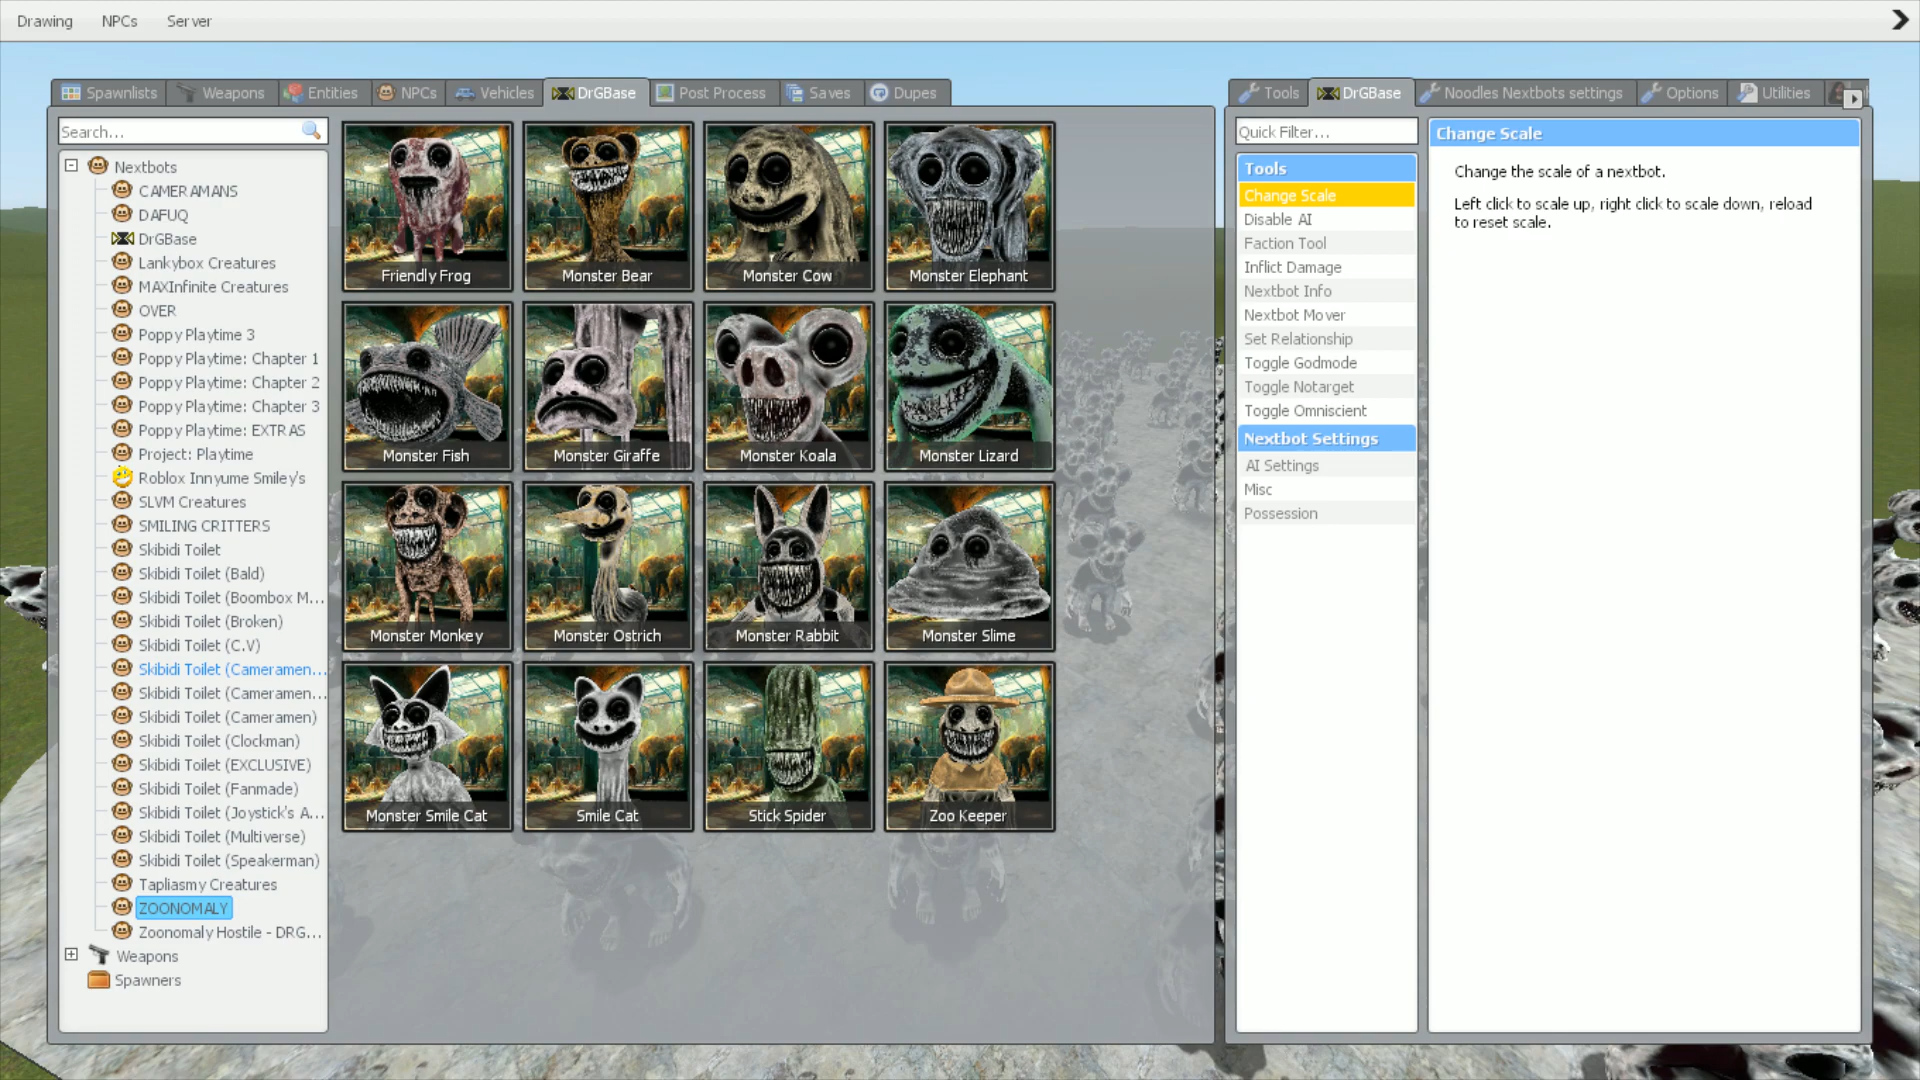 Drawing NPCs Server
Spawnlists Weapons Entities NPCs Vehicles DrGBase Post Process Saves Dupes
Search...
Nextbots
CAMERAMANS
DAFUQ
DrGBase
Lankybox Creatures
MAXInfinite Creatures
OVER
Poppy Playtime 3
Poppy Playtime: Chapter 1
Poppy Playtime: Chapter 2
Poppy Playtime: Chapter 3
Poppy Playtime: EXTRAS
Project: Playtime
Roblox Innyume Smiley's
SLVM Creatures
SMILING CRITTERS
Skibidi Toilet
Skibidi Toilet (Bald)
Skibidi Toilet (Boombox M...
Skibidi Toilet (Broken)
Skibidi Toilet (C.V)
Skibidi Toilet (Cameramen...
Skibidi Toilet (Cameramen...
Skibidi Toilet (Cameramen)
Skibidi Toilet (Clockman)
Skibidi Toilet (EXCLUSIVE)
Skibidi Toilet (Fanmade)
Skibidi Toilet (Joystick's A...
Skibidi Toilet (Multiverse)
Skibidi Toilet (Speakerman)
Tapliasmy Creatures
ZOONOMALY
Zoonomaly Hostile - DRG...
Weapons
Spawners
Friendly Frog Monster Bear Monster Cow Monster Elephant
Monster Fish Monster Giraffe Monster Koala Monster Lizard
Monster Monkey Monster Ostrich Monster Rabbit Monster Slime
Monster Smile Cat Smile Cat Stick Spider Zoo Keeper
Tools DrGBase Noodles Nextbots settings Options Utilities
Quick Filter...
Tools
Change Scale
Disable AI
Faction Tool
Inflict Damage
Nextbot Info
Nextbot Mover
Set Relationship
Toggle Godmode
Toggle Notarget
Toggle Omniscient
Nextbot Settings
AI Settings
Misc
Possession
Change Scale
Change the scale of a nextbot.
Left click to scale up, right click to scale down, reload
to reset scale.